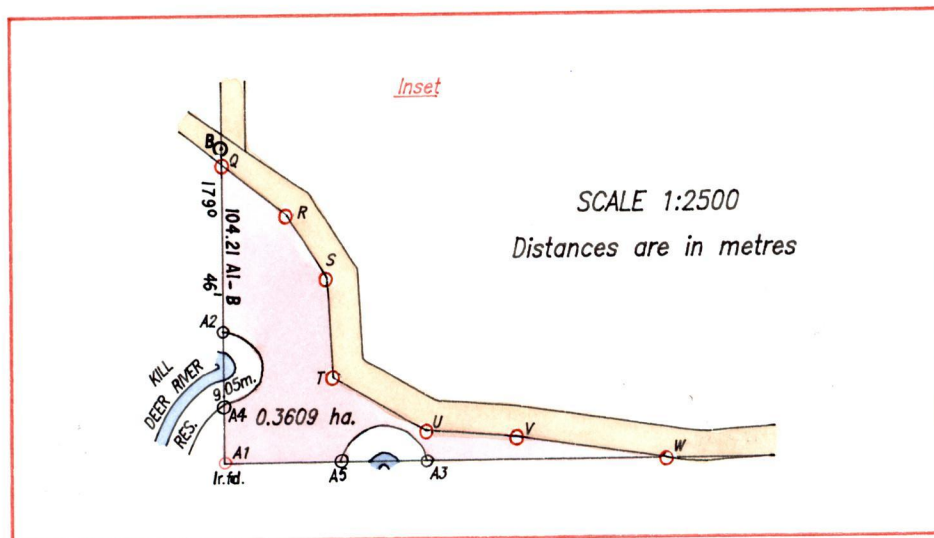 Inset
B
Q
179°
46'
104.21 A1-B
R
S
SCALE 1:2500
Distances are in metres
A2
KILL
DEER RIVER
RES.
9.05m.
A4
0.3609 ha.
T
U
V
W
A1
Ir. fd.
A5
A3